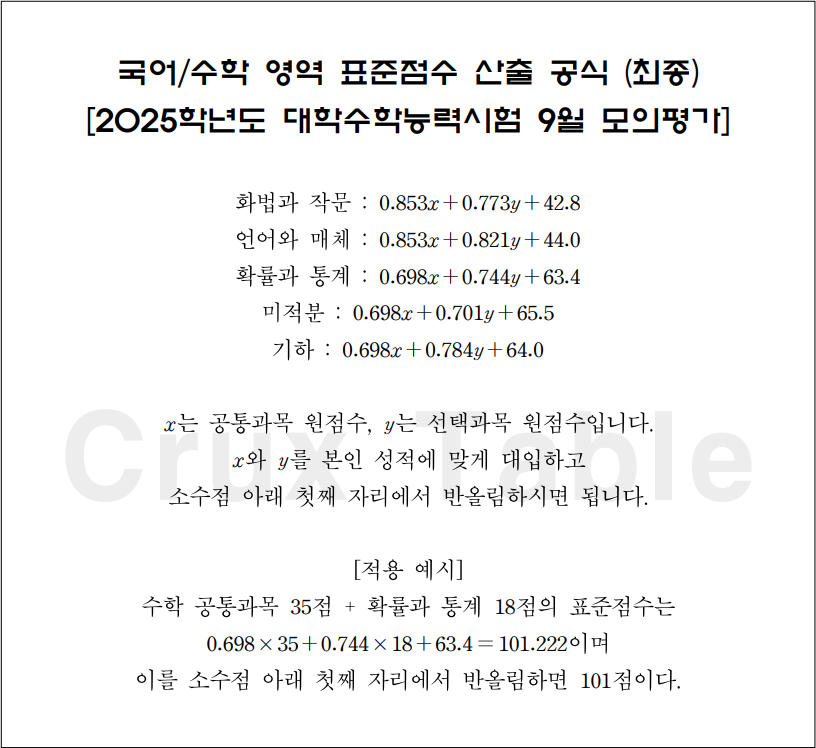 국어/수학 영역 표준점수 산출 공식 (최종)
[2025학년도 대학수학능력시험 9월 모의평가]
화법과 작문 : 0.853x+0.773y+42.8
언어와 매체 : 0.853x+0.821y+44.0
확률과 통계 : 0.698x+0.744y+63.4
미적분 : 0.698x+0.701y+65.5
기하 : 0.698x+0.784y+64.0
Crux Table
x는 공통과목 원점수, y는 선택과목 원점수입니다.
x와 y를 본인 성적에 맞게 대입하고
소수점 아래 첫째 자리에서 반올림하시면 됩니다.
[적용 예시]
수학 공통과목 35점 + 확률과 통계 18점의 표준점수는
0.698×35+0.744×18+63.4=101.222이며
이를 소수점 아래 첫째 자리에서 반올림하면 101점이다.